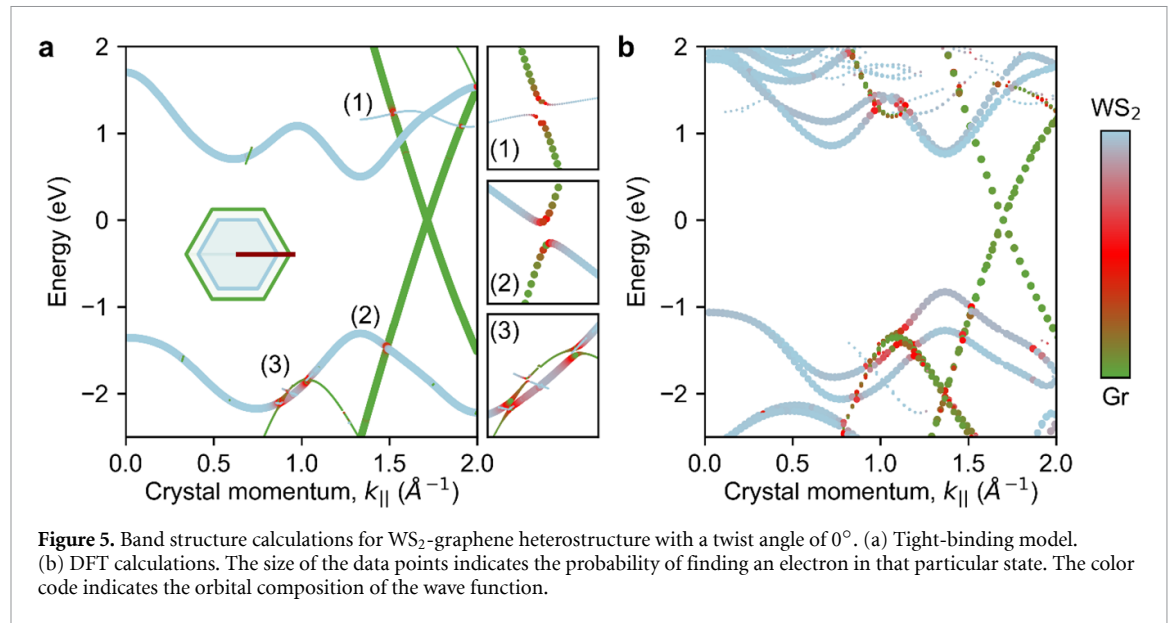 a
2
1
0
−1
−2
Energy (eV)
0.0
0.5
1.0
1.5
2.0
Crystal momentum, k|| (Å⁻¹)
(1)
(2)
(3)
(1)
(2)
(3)
b
2
1
0
−1
−2
Energy (eV)
0.0
0.5
1.0
1.5
2.0
Crystal momentum, k|| (Å⁻¹)
WS₂
Gr
Figure 5. Band structure calculations for WS₂-graphene heterostructure with a twist angle of 0°. (a) Tight-binding model.
(b) DFT calculations. The size of the data points indicates the probability of finding an electron in that particular state. The color
code indicates the orbital composition of the wave function.